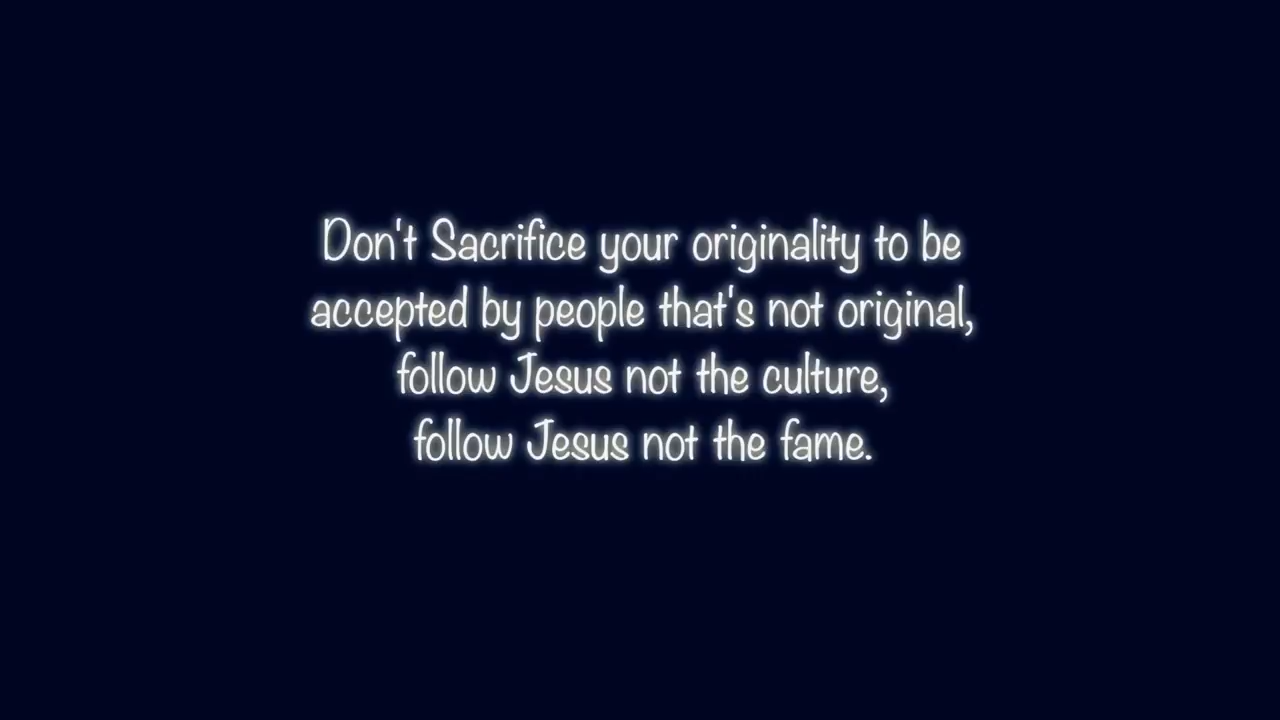 Don't Sacrifice your originality to be
accepted by people that's not original,
follow Jesus not the culture,
follow Jesus not the fame.